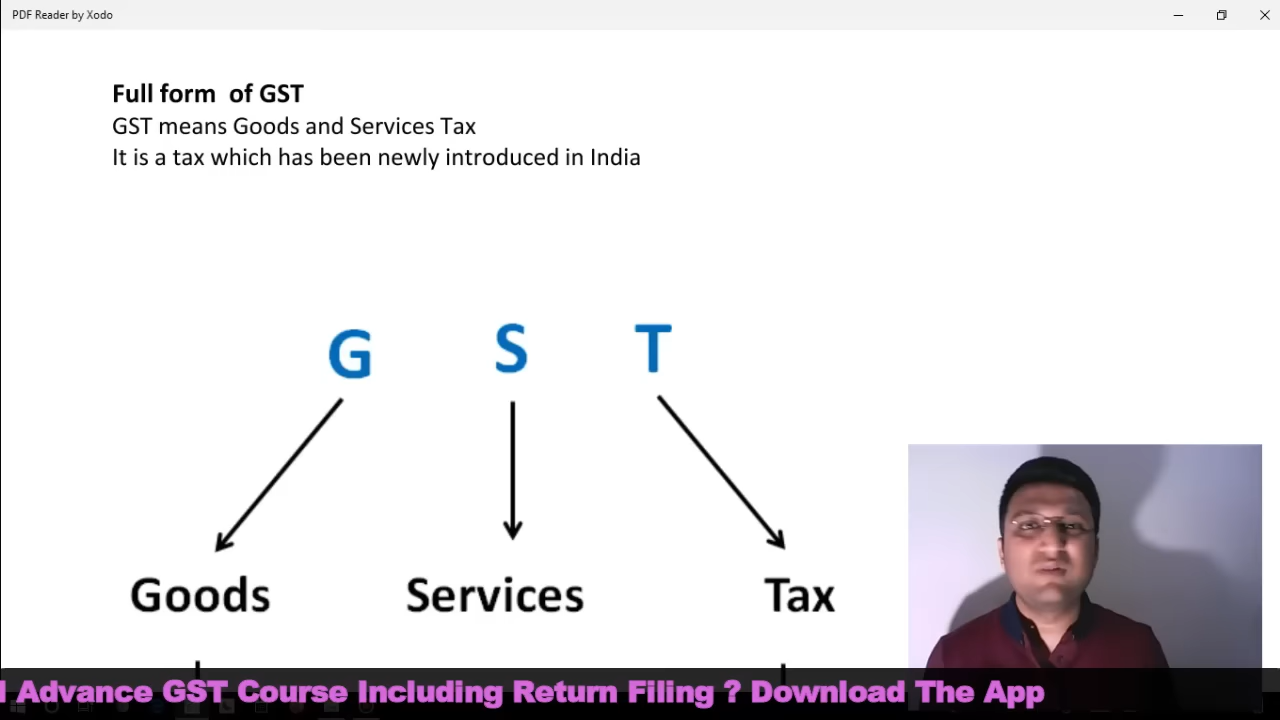 PDF Reader by Xodo
Full form of GST
GST means Goods and Services Tax
It is a tax which has been newly introduced in India
G S T
Goods Services Tax
Advance GST Course Including Return Filing ? Download The App